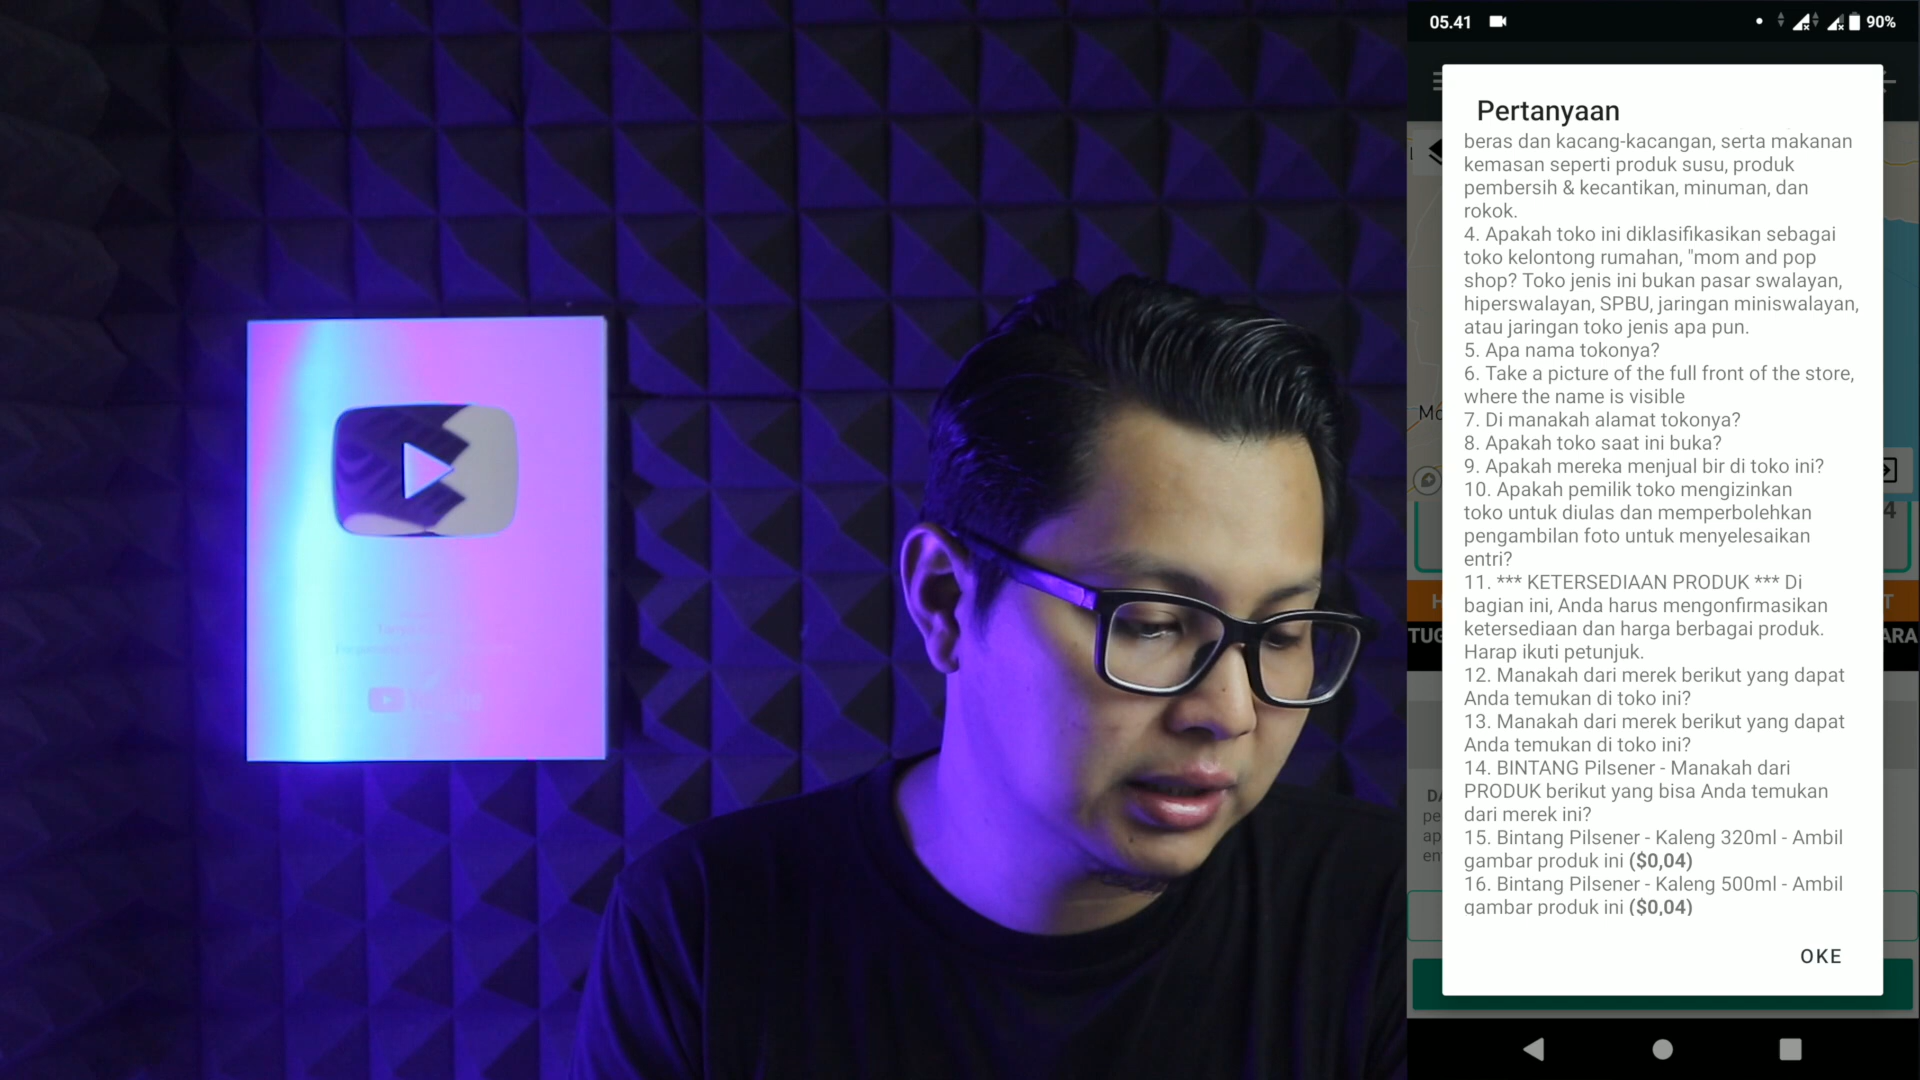 05.41
90%
Pertanyaan
beras dan kacang-kacangan, serta makanan
kemasan seperti produk susu, produk
pembersih & kecantikan, minuman, dan
rokok.
4. Apakah toko ini diklasifikasikan sebagai
toko kelontong rumahan, "mom and pop
shop? Toko jenis ini bukan pasar swalayan,
hiperswalayan, SPBU, jaringan miniswalayan,
atau jaringan toko jenis apa pun.
5. Apa nama tokonya?
6. Take a picture of the full front of the store,
where the name is visible
7. Di manakah alamat tokonya?
8. Apakah toko saat ini buka?
9. Apakah mereka menjual bir di toko ini?
10. Apakah pemilik toko mengizinkan
toko untuk diulas dan memperbolehkan
pengambilan foto untuk menyelesaikan
entri?
11. *** KETERSEDIAAN PRODUK *** Di
bagian ini, Anda harus mengonfirmasikan
ketersediaan dan harga berbagai produk.
Harap ikuti petunjuk.
12. Manakah dari merek berikut yang dapat
Anda temukan di toko ini?
13. Manakah dari merek berikut yang dapat
Anda temukan di toko ini?
14. BINTANG Pilsener - Manakah dari
PRODUK berikut yang bisa Anda temukan
dari merek ini?
15. Bintang Pilsener - Kaleng 320ml - Ambil
gambar produk ini ($0,04)
16. Bintang Pilsener - Kaleng 500ml - Ambil
gambar produk ini ($0,04)
OKE